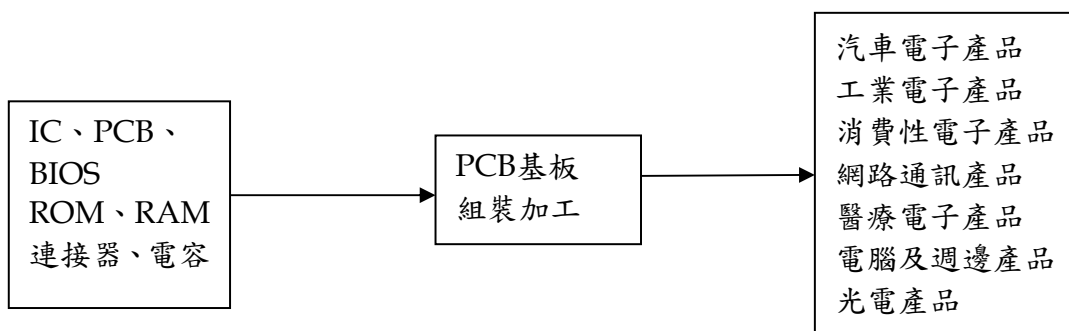 IC、PCB、
BIOS
ROM、RAM
連接器、電容
PCB基板
組裝加工
汽車電子產品
工業電子產品
消費性電子產品
網路通訊產品
醫療電子產品
電腦及週邊產品
光電產品